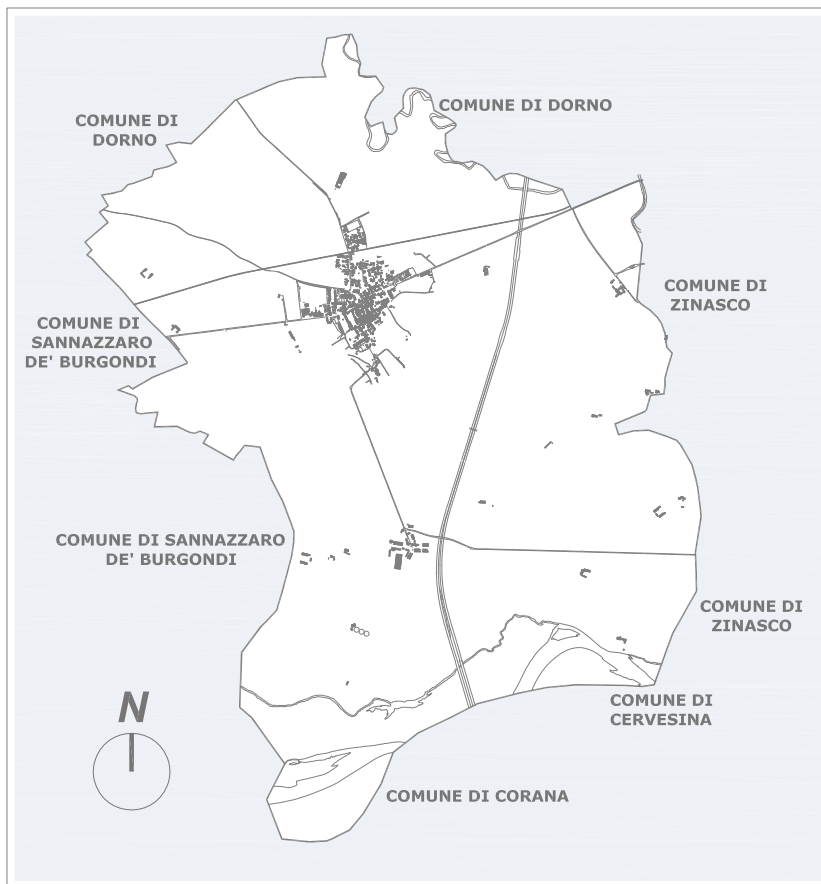 COMUNE DI
DORNO
COMUNE DI DORNO
COMUNE DI
ZINASCO
COMUNE DI
SANNAZZARO
DE' BURGONDI
COMUNE DI SANNAZZARO
DE' BURGONDI
COMUNE DI
ZINASCO
COMUNE DI
CERVESINA
N
COMUNE DI CORANA